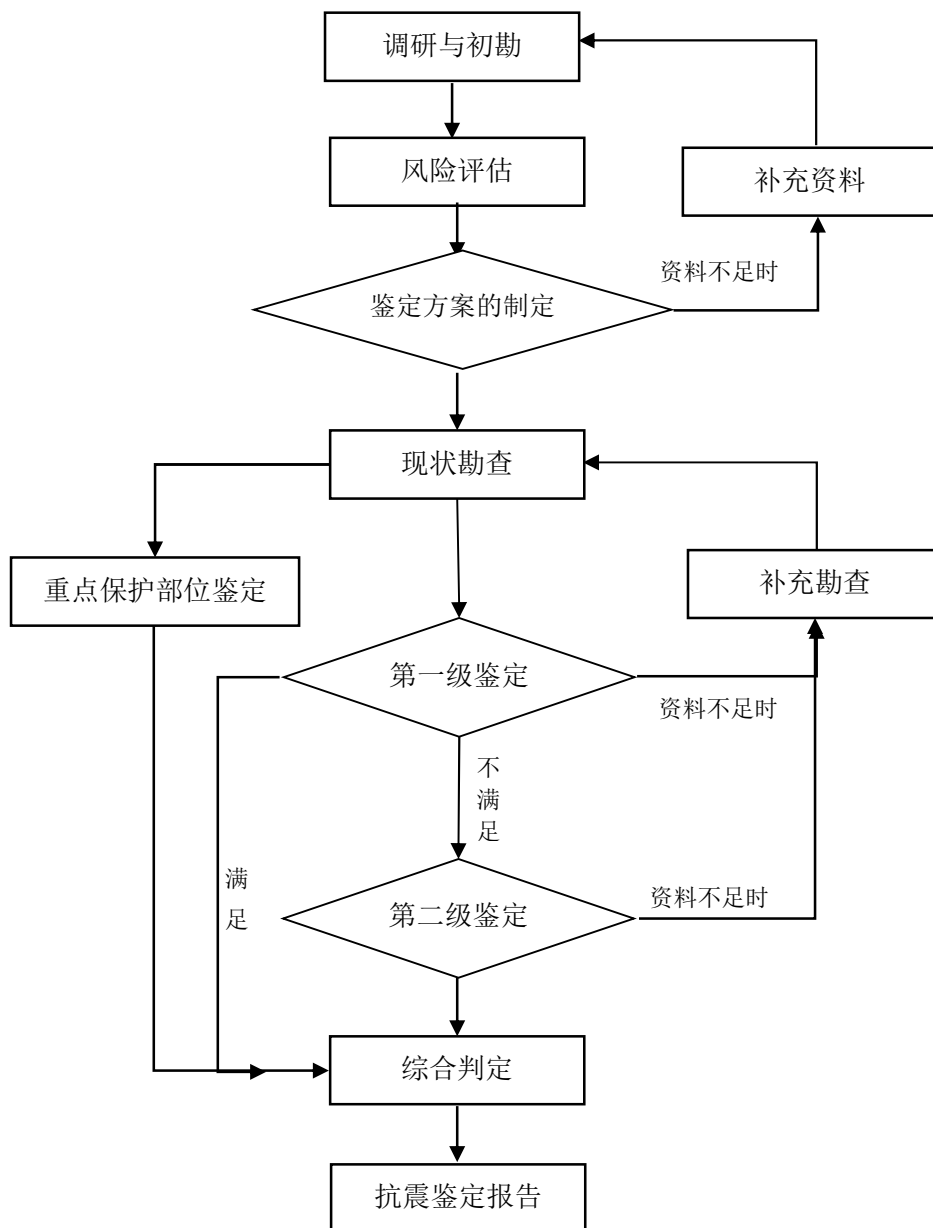 调研与初勘
风险评估
补充资料
资料不足时
鉴定方案的制定
现状勘查
重点保护部位鉴定
补充勘查
第一级鉴定
资料不足时
不
满
足
满
足
资料不足时
第二级鉴定
综合判定
抗震鉴定报告